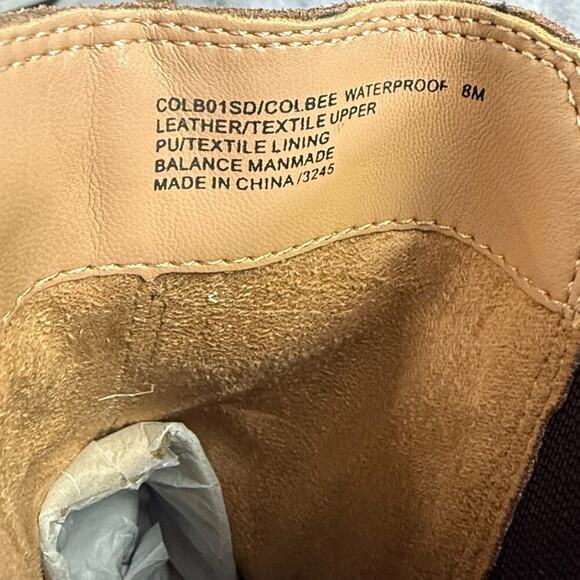 COLB01SD/COLBEE WATERPROOF 8M
LEATHER/TEXTILE UPPER
PU/TEXTILE LINING
BALANCE MANMADE
MADE IN CHINA/3245